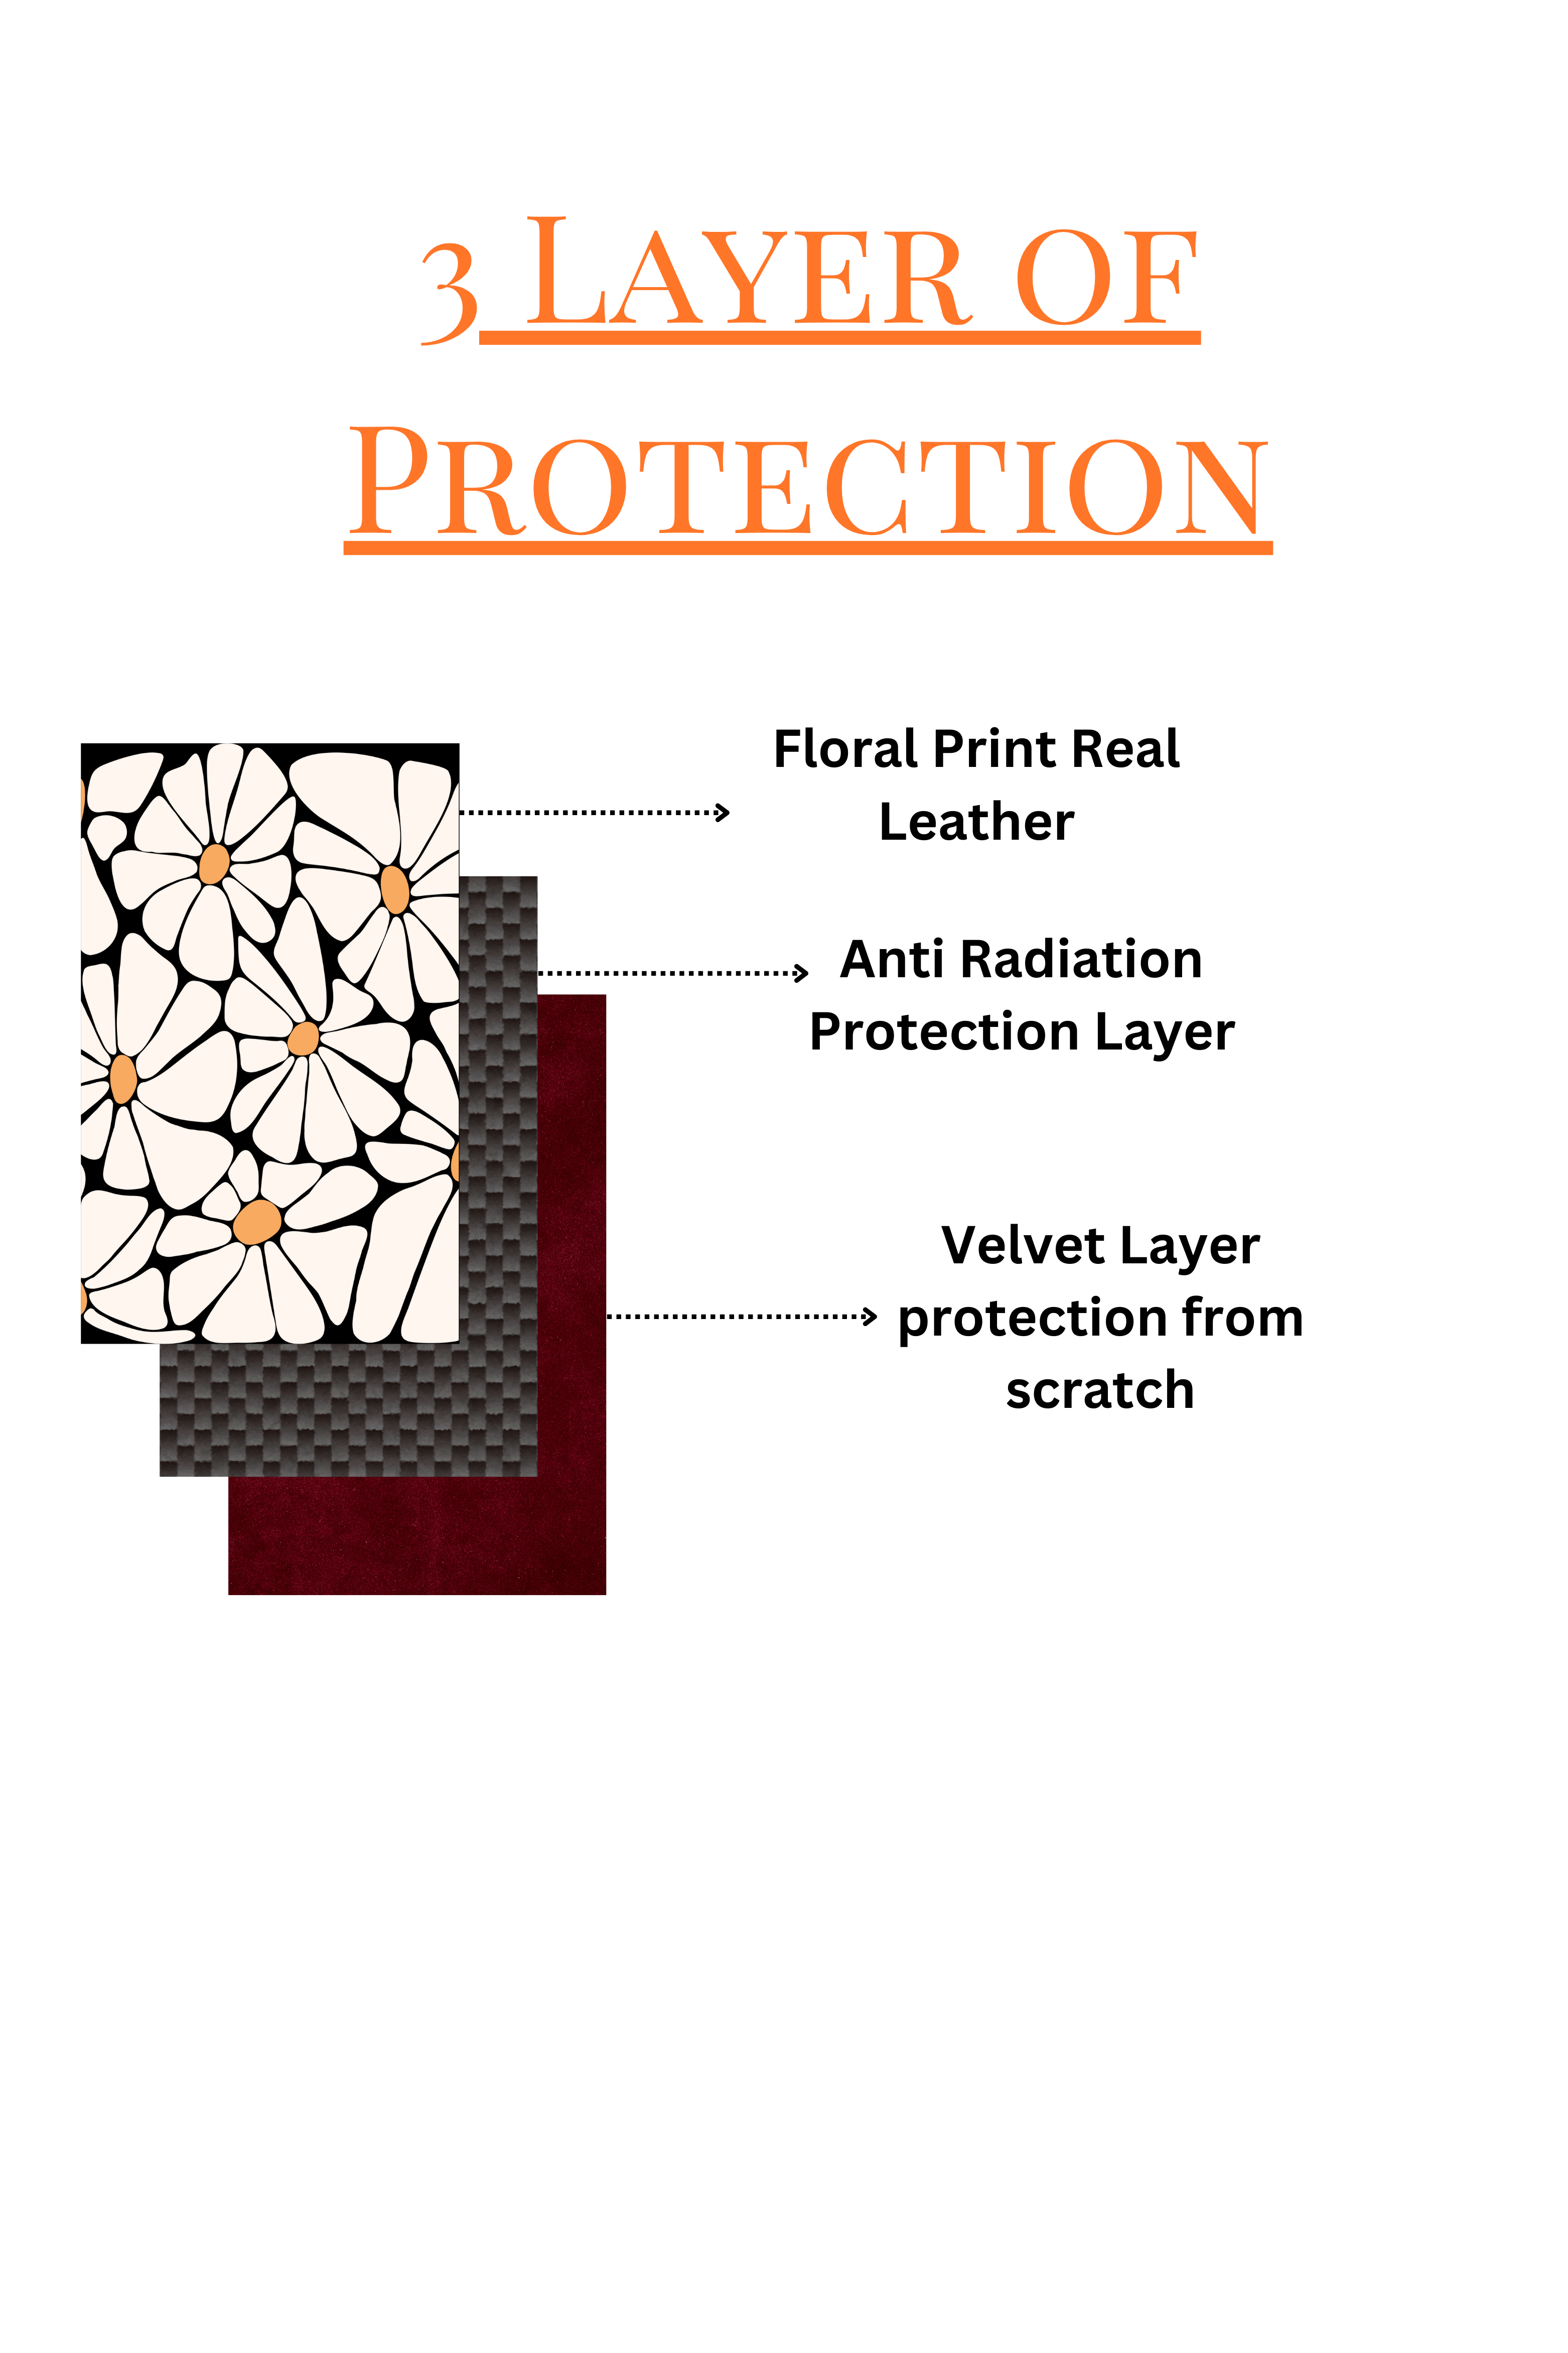 3 Layer of
Protection
Floral Print Real
Leather
Anti Radiation
Protection Layer
Velvet Layer
protection from
scratch